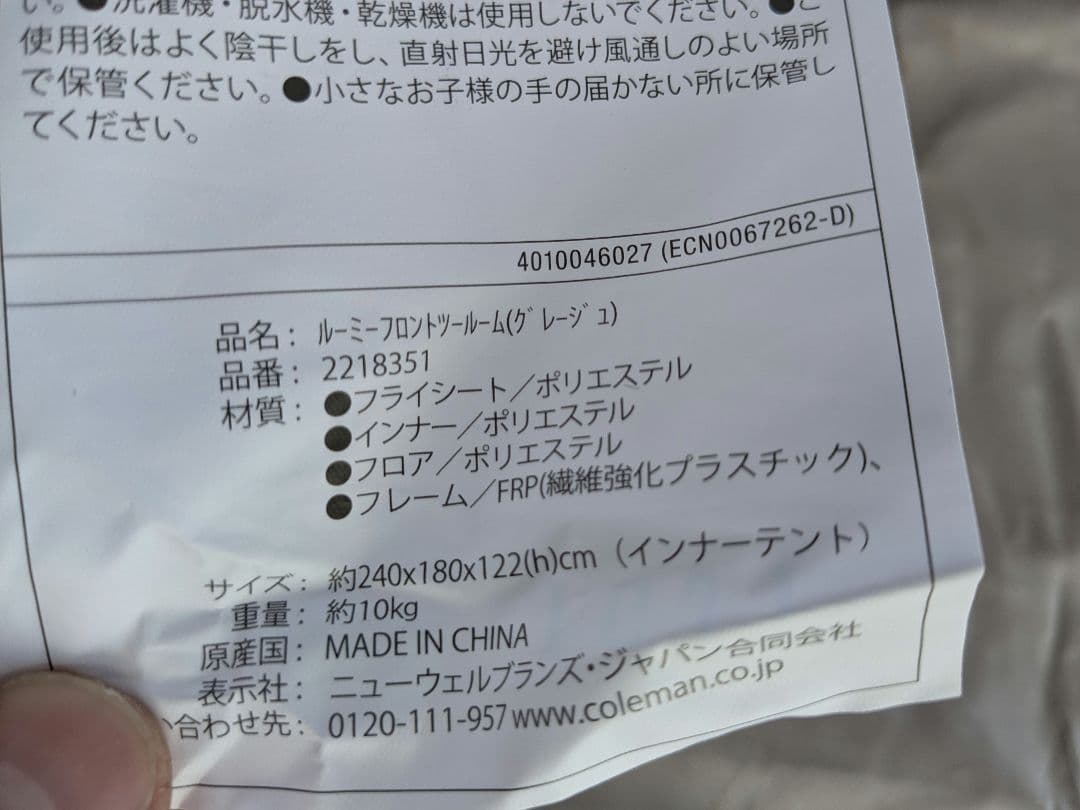 い。●洗濯機・脱水機・乾燥機は使用しないでください。●ご
使用後はよく陰干しをし、直射日光を避け風通しのよい場所
で保管ください。●小さなお子様の手の届かない所に保管し
てください。
4010046027 (ECN0067262-D)
品名： ﾙｰﾐｰﾌﾛﾝﾄﾂｰﾙｰﾑ(ｸﾞﾚｰｼﾞｭ)
品番： 2218351
材質： ●フライシート／ポリエステル
●インナー／ポリエステル
●フロア／ポリエステル
●フレーム／FRP(繊維強化プラスチック)、
サイズ： 約240x180x122(h)cm（インナーテント）
重量： 約10kg
原産国： MADE IN CHINA
表示社： ニューウェルブランズ・ジャパン合同会社
い合わせ先： 0120-111-957 www.coleman.co.jp